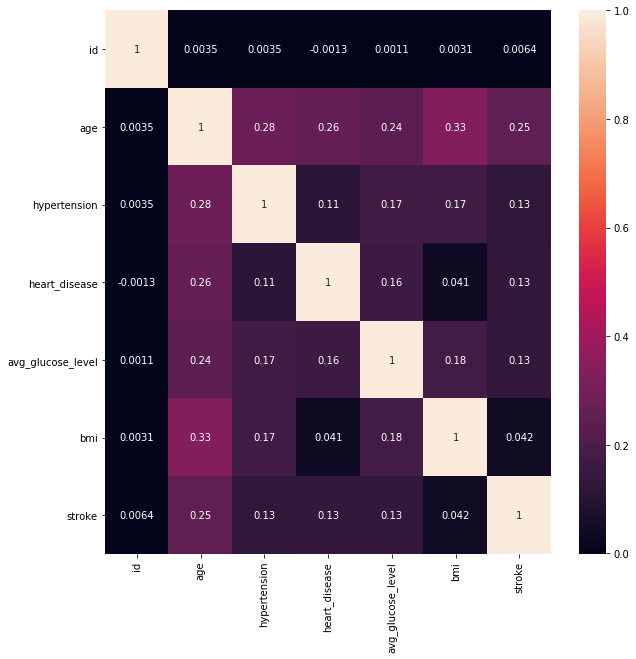 id 1 0.0035 0.0035 -0.0013 0.0011 0.0031 0.0064
age 0.0035 1 0.28 0.26 0.24 0.33 0.25
hypertension 0.0035 0.28 1 0.11 0.17 0.17 0.13
heart_disease -0.0013 0.26 0.11 1 0.16 0.041 0.13
avg_glucose_level 0.0011 0.24 0.17 0.16 1 0.18 0.13
bmi 0.0031 0.33 0.17 0.041 0.18 1 0.042
stroke 0.0064 0.25 0.13 0.13 0.13 0.042 1
id age hypertension heart_disease avg_glucose_level bmi stroke
1.0
0.8
0.6
0.4
0.2
0.0